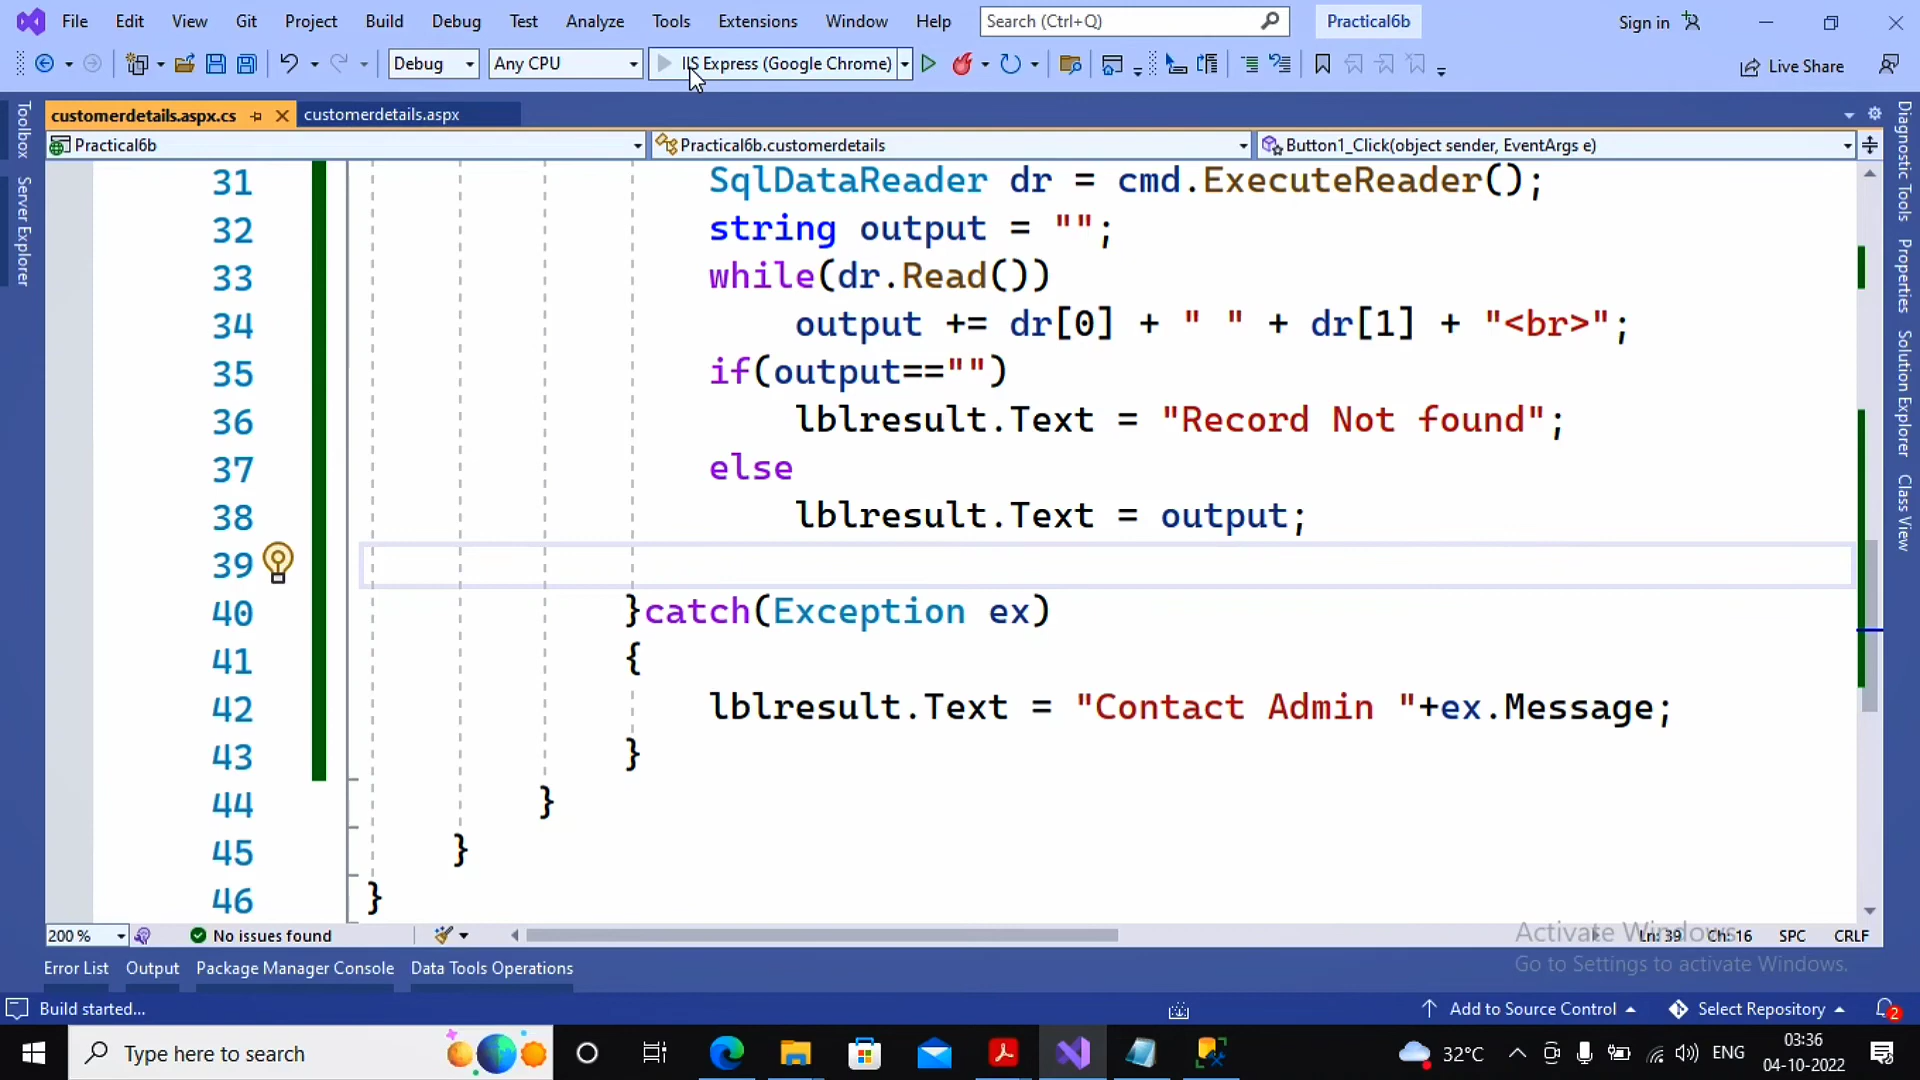 File Edit View Git Project Build Debug Test Analyze Tools Extensions Window Help Search (Ctrl+Q) Practical6b Sign in
Debug Any CPU IIS Express (Google Chrome) Live Share
customerdetails.aspx.cs customerdetails.aspx
Practical6b Practical6b.customerdetails Button1_Click(object sender, EventArgs e)
Toolbox
Server Explorer
31 SqlDataReader dr = cmd.ExecuteReader();
32 string output = "";
33 while(dr.Read())
34 output += dr[0] + " " + dr[1] + "<br>";
35 if(output=="")
36 lblresult.Text = "Record Not found";
37 else
38 lblresult.Text = output;
39
40 }catch(Exception ex)
41 {
42 lblresult.Text = "Contact Admin "+ex.Message;
43 }
44 }
45 }
46 }
Diagnostic Tools
Properties
Solution Explorer
Class View
200 % No issues found Ln: 39 Ch: 16 SPC CRLF
Activate Windows
Go to Settings to activate Windows.
Error List Output Package Manager Console Data Tools Operations
Build started... Add to Source Control Select Repository 2
Type here to search 32°C ENG 03:36
04-10-2022